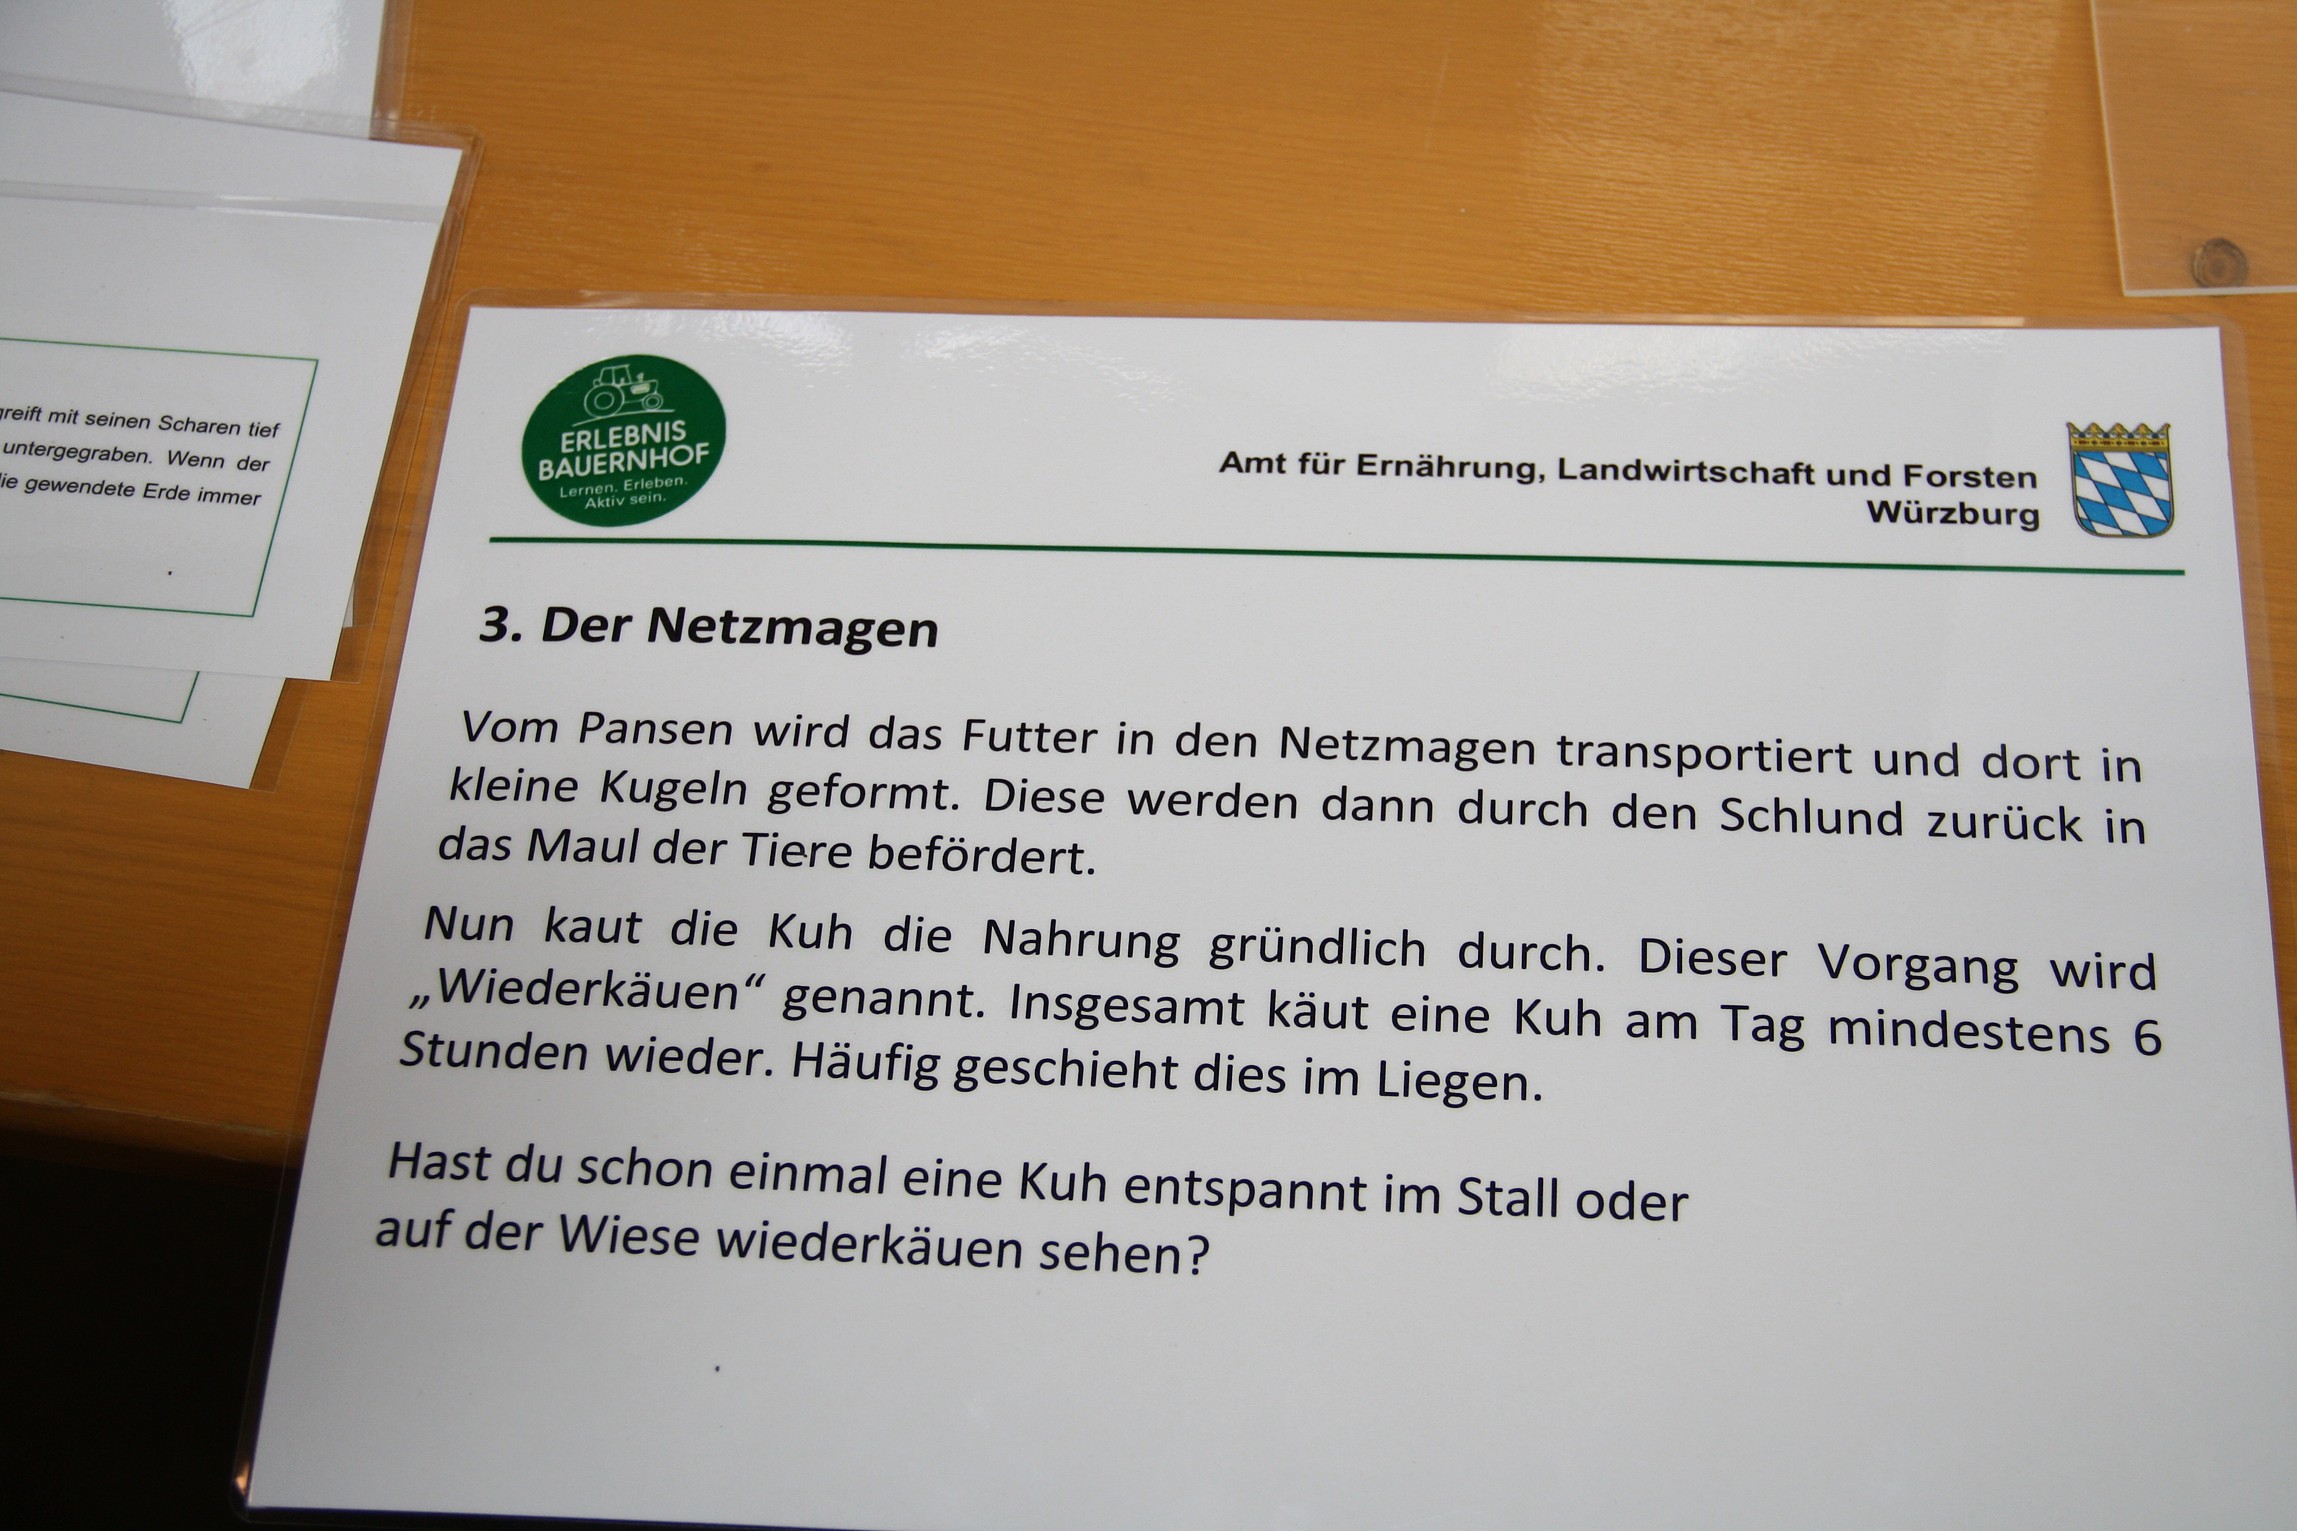 greift mit seinen Scharen tief
untergegraben. Wenn der
die gewendete Erde immer
ERLEBNIS
BAUERNHOF
Lernen. Erleben.
Aktiv sein.
Amt für Ernährung, Landwirtschaft und Forsten
Würzburg
3. Der Netzmagen
Vom Pansen wird das Futter in den Netzmagen transportiert und dort in
kleine Kugeln geformt. Diese werden dann durch den Schlund zurück in
das Maul der Tiere befördert.
Nun kaut die Kuh die Nahrung gründlich durch. Dieser Vorgang wird
„Wiederkäuen“ genannt. Insgesamt käut eine Kuh am Tag mindestens 6
Stunden wieder. Häufig geschieht dies im Liegen.
Hast du schon einmal eine Kuh entspannt im Stall oder
auf der Wiese wiederkäuen sehen?